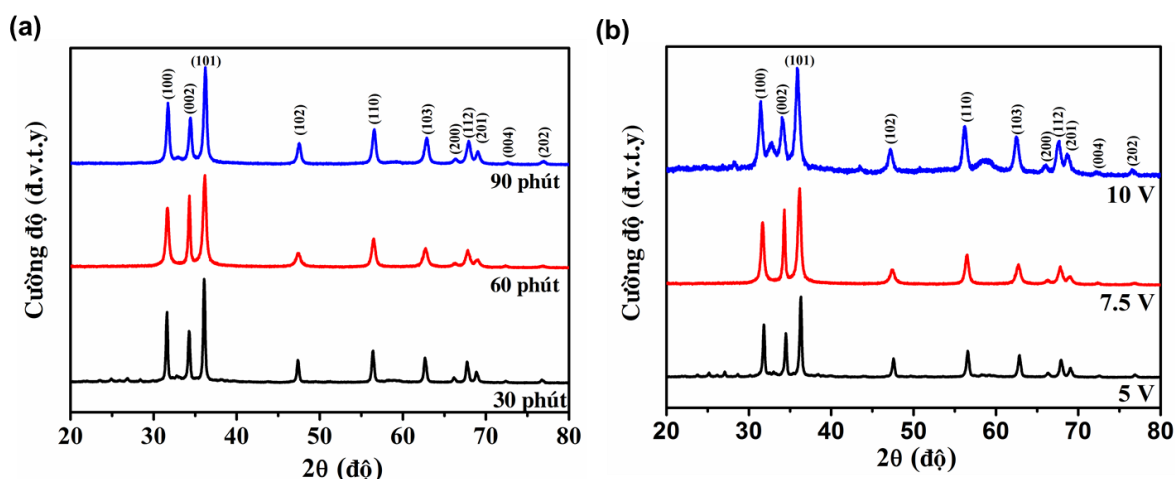 (a)
Cường độ (đ.v.t.y)
(100)
(002)
(101)
(102)
(110)
(103)
(200)
(112)
(201)
(004)
(202)
90 phút
60 phút
30 phút
20 30 40 50 60 70 80
2θ (độ)
(b)
Cường độ (đ.v.t.y)
(100)
(002)
(101)
(102)
(110)
(103)
(200)
(112)
(201)
(004)
(202)
10 V
7.5 V
5 V
20 30 40 50 60 70 80
2θ (độ)